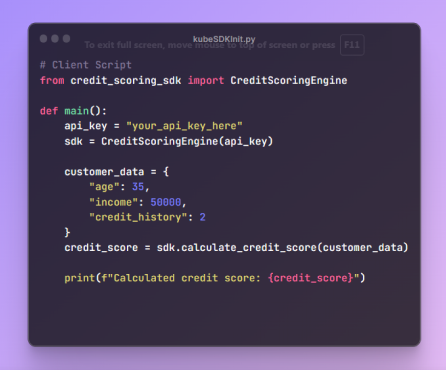 kubeSDKInit.py
To exit full screen, move mouse to top of screen or press F11
# Client Script
from credit_scoring_sdk import CreditScoringEngine

def main():
    api_key = "your_api_key_here"
    sdk = CreditScoringEngine(api_key)

    customer_data = {
        "age": 35,
        "income": 50000,
        "credit_history": 2
    }
    credit_score = sdk.calculate_credit_score(customer_data)

    print(f"Calculated credit score: {credit_score}")